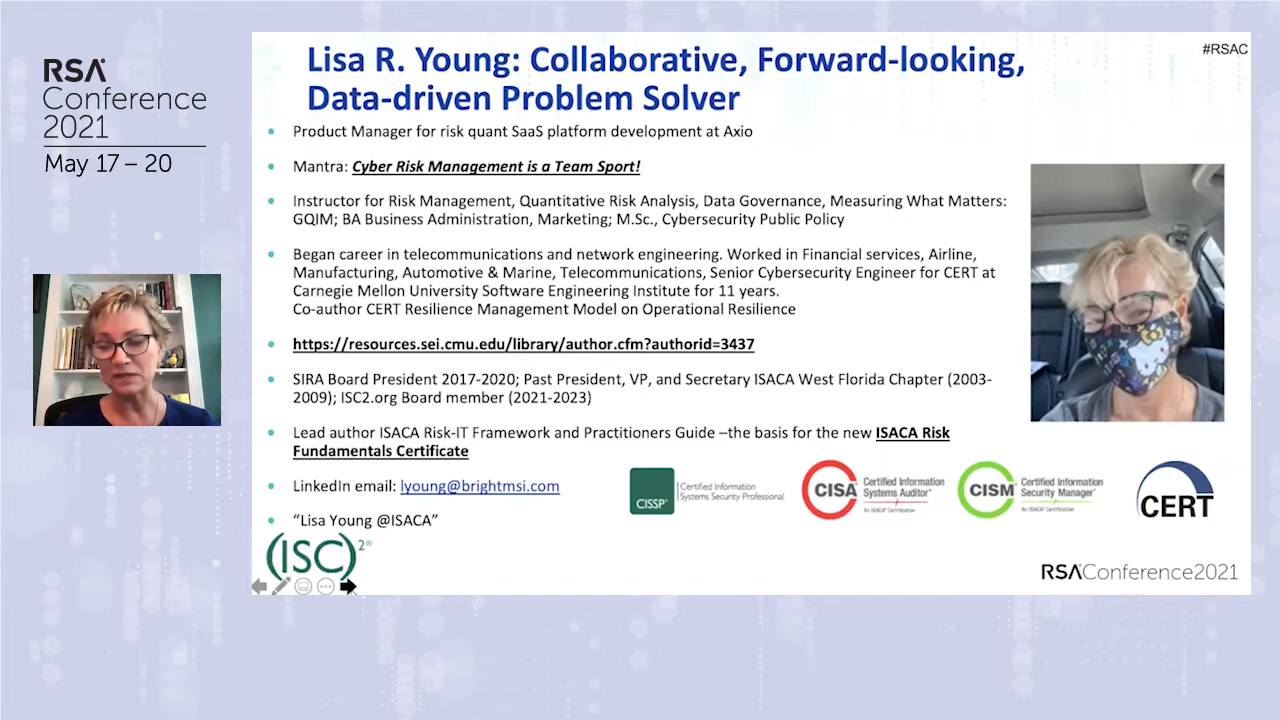 RSA
Conference
2021
May 17 – 20
#RSAC
Lisa R. Young: Collaborative, Forward-looking,
Data-driven Problem Solver
• Product Manager for risk quant SaaS platform development at Axio
• Mantra: Cyber Risk Management is a Team Sport!
• Instructor for Risk Management, Quantitative Risk Analysis, Data Governance, Measuring What Matters:
GQIM; BA Business Administration, Marketing; M.Sc., Cybersecurity Public Policy
• Began career in telecommunications and network engineering. Worked in Financial services, Airline,
Manufacturing, Automotive & Marine, Telecommunications, Senior Cybersecurity Engineer for CERT at
Carnegie Mellon University Software Engineering Institute for 11 years.
Co-author CERT Resilience Management Model on Operational Resilience
• https://resources.sei.cmu.edu/library/author.cfm?authorid=3437
• SIRA Board President 2017-2020; Past President, VP, and Secretary ISACA West Florida Chapter (2003-
2009); ISC2.org Board member (2021-2023)
• Lead author ISACA Risk-IT Framework and Practitioners Guide –the basis for the new ISACA Risk
Fundamentals Certificate
• LinkedIn email: lyoung@brightmsi.com
• "Lisa Young @ISACA"
CISSP®
Certified Information
Systems Security Professional
CISA
Certified Information
Systems Auditor®
An ISACA® Certification
CISM®
Certified Information
Security Manager®
An ISACA® Certification
CERT
(ISC)2®
RSAConference2021